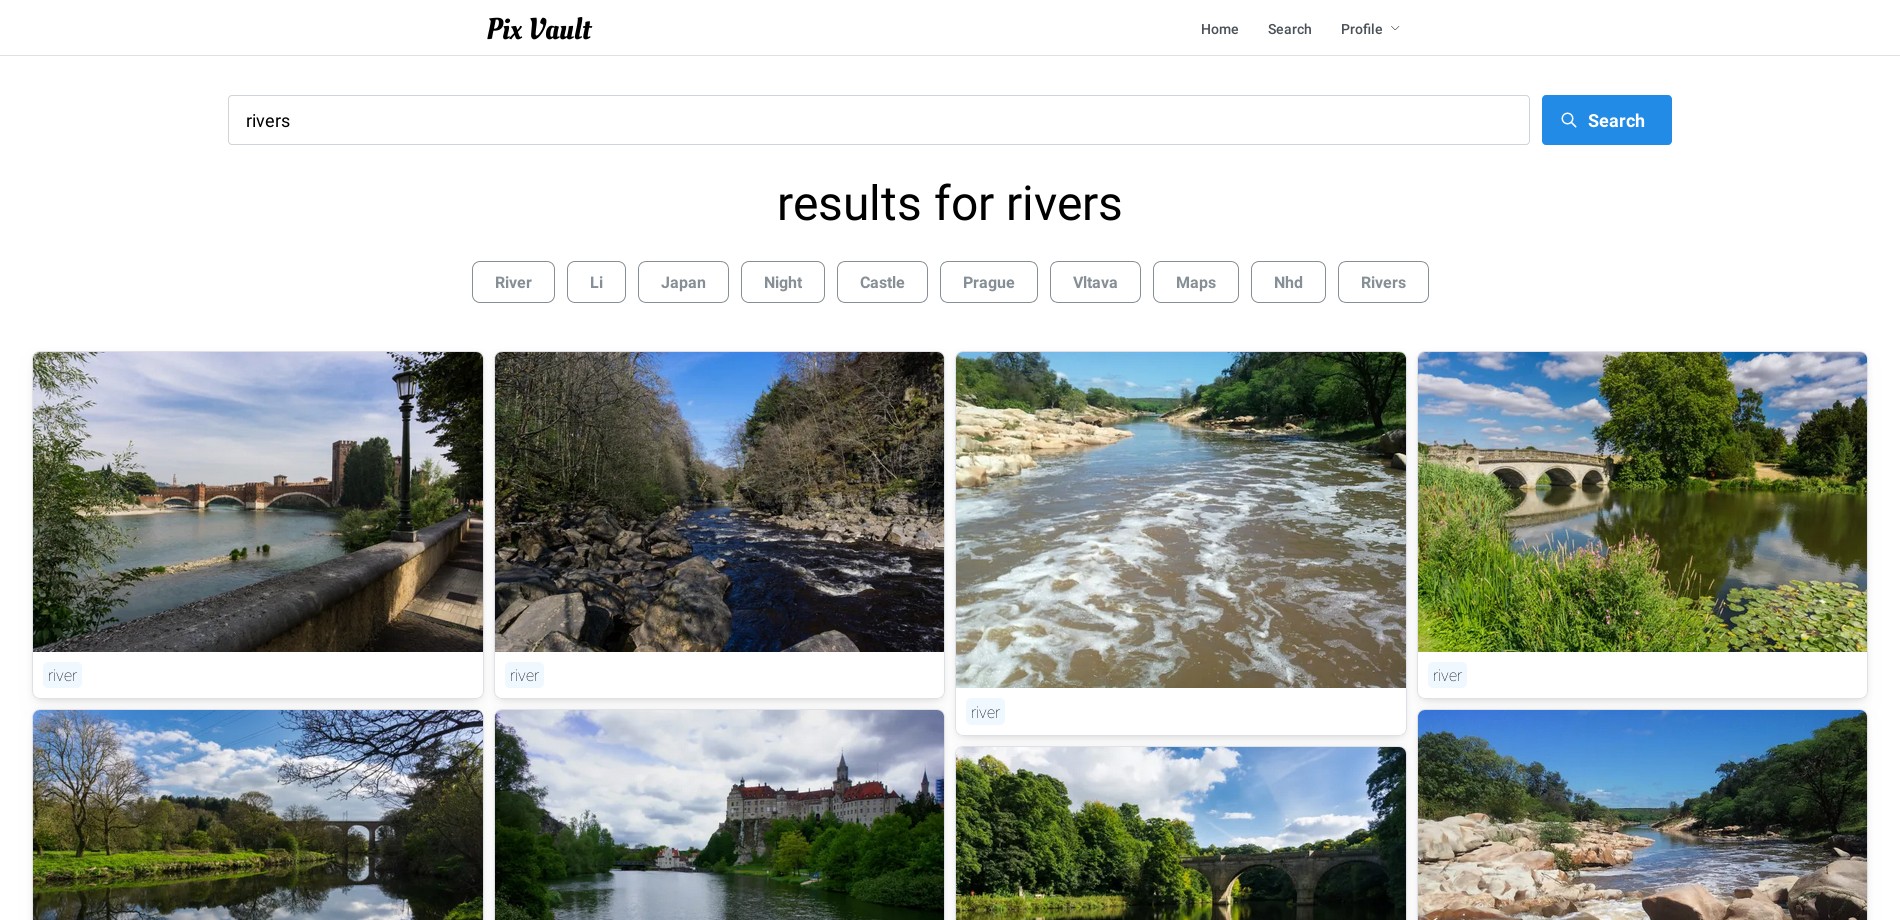 Pix Vault
Home Search Profile
rivers
Search
results for rivers
River Li Japan Night Castle Prague Vltava Maps Nhd Rivers
river river river
river